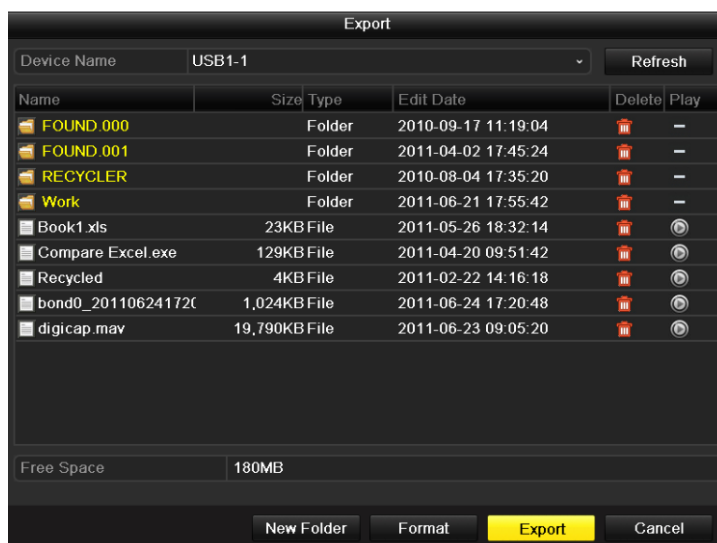 Export
Device Name USB1-1 Refresh
Name Size Type Edit Date Delete Play
FOUND.000 Folder 2010-09-17 11:19:04 –
FOUND.001 Folder 2011-04-02 17:45:24 –
RECYCLER Folder 2010-08-04 17:35:20 –
Work Folder 2011-06-21 17:55:42 –
Book1.xls 23KB File 2011-05-26 18:32:14
Compare Excel.exe 129KB File 2011-04-20 09:51:42
Recycled 4KB File 2011-02-22 14:16:18
bond0_20110624172( 1,024KB File 2011-06-24 17:20:48
digicap.mav 19,790KB File 2011-06-23 09:05:20
Free Space 180MB
New Folder Format Export Cancel